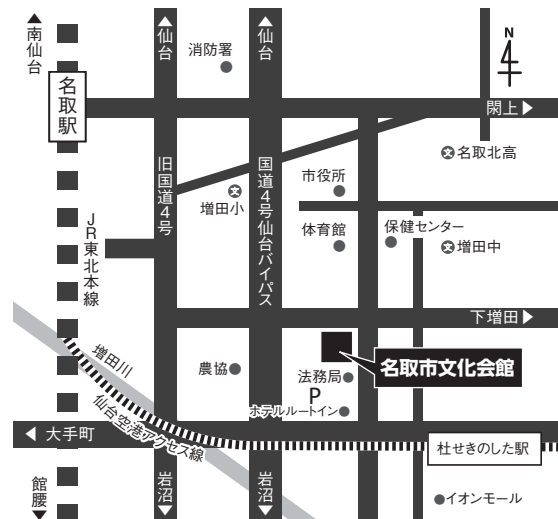 ▲南仙台
▲仙台
▲仙台
消防署
N
名取駅
閖上▶
名取北高
旧国道4号
国道4号仙台バイパス
市役所
増田小
体育館
保健センター
増田中
JR東北本線
下増田▶
増田川
農協
法務局
名取市文化会館
P
ホテルルートイン
仙台空港アクセス線
◀大手町
杜せきのした駅
館腰▼
岩沼▼
岩沼▼
イオンモール
文
文
文